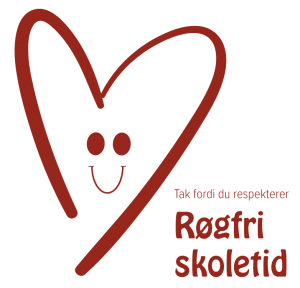 Tak fordi du respekterer
Røgfri
skoletid